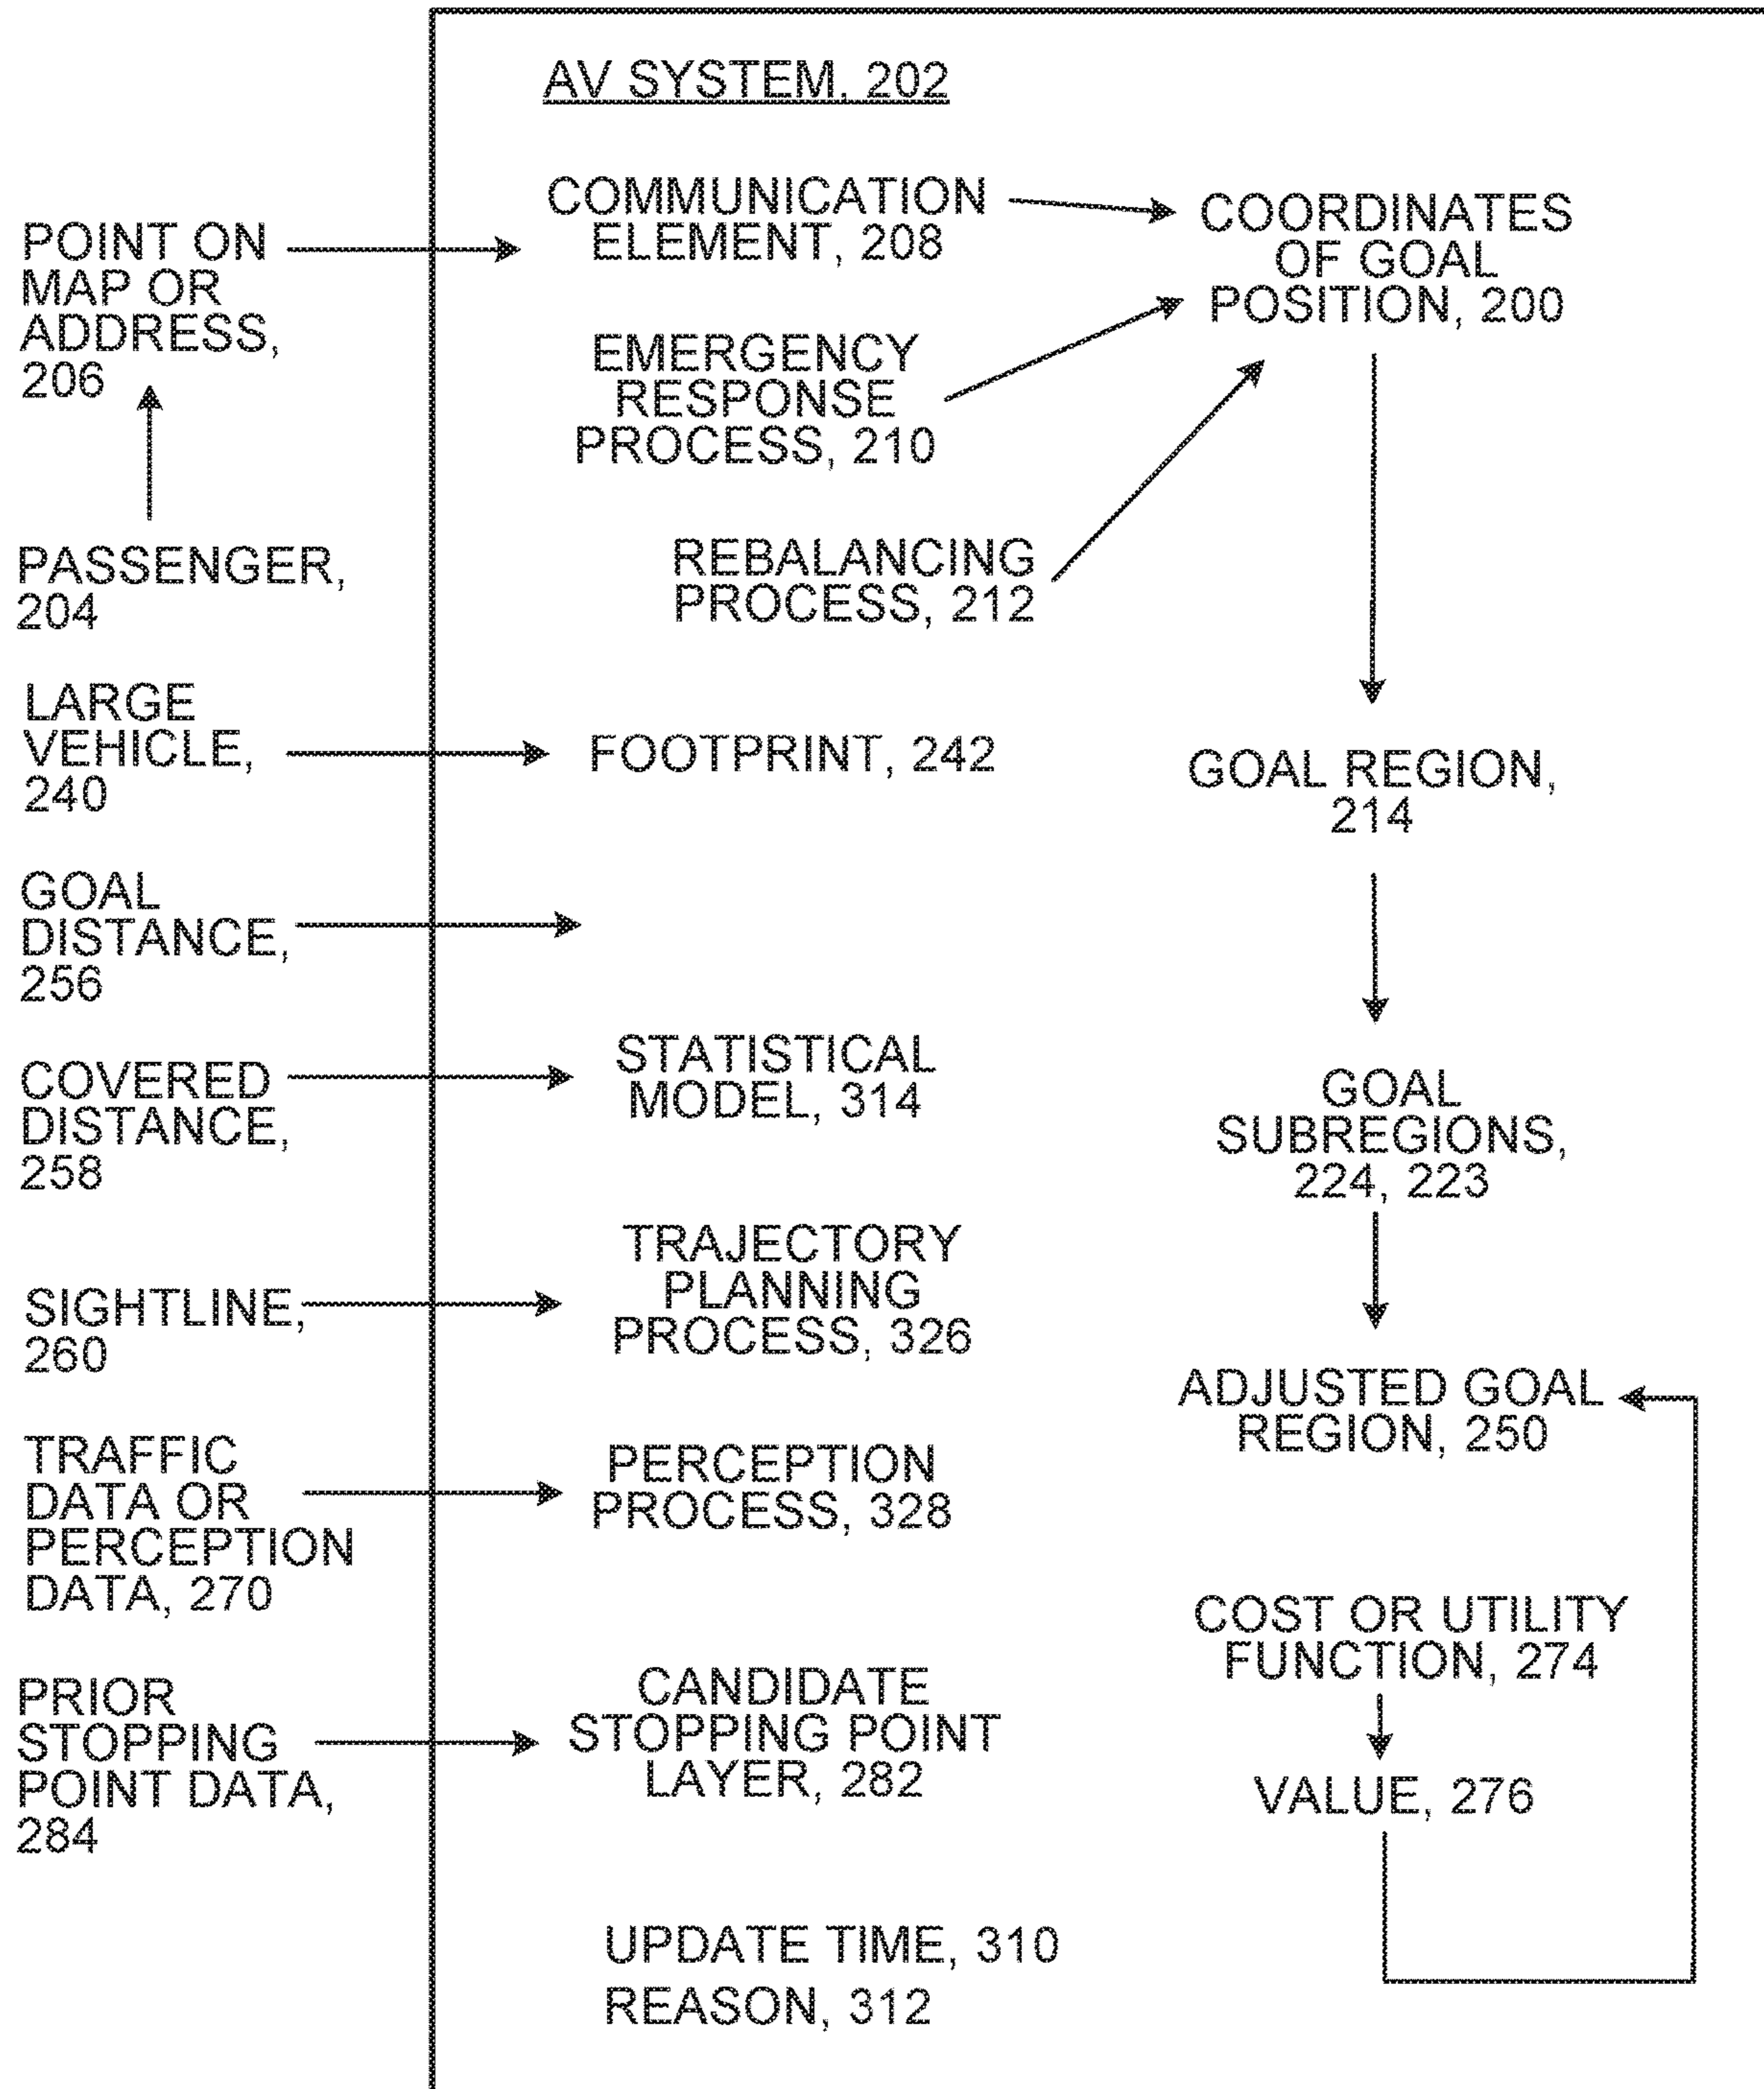 AV SYSTEM, 202
POINT ON
MAP OR
ADDRESS,
206
PASSENGER,
204
LARGE
VEHICLE,
240
GOAL
DISTANCE,
256
COVERED
DISTANCE,
258
SIGHTLINE,
260
TRAFFIC
DATA OR
PERCEPTION
DATA, 270
PRIOR
STOPPING
POINT DATA,
284
COMMUNICATION
ELEMENT, 208
EMERGENCY
RESPONSE
PROCESS, 210
REBALANCING
PROCESS, 212
FOOTPRINT, 242
STATISTICAL
MODEL, 314
TRAJECTORY
PLANNING
PROCESS, 326
PERCEPTION
PROCESS, 328
CANDIDATE
STOPPING POINT
LAYER, 282
UPDATE TIME, 310
REASON, 312
COORDINATES
OF GOAL
POSITION, 200
GOAL REGION,
214
GOAL
SUBREGIONS,
224, 223
ADJUSTED GOAL
REGION, 250
COST OR UTILITY
FUNCTION, 274
VALUE, 276